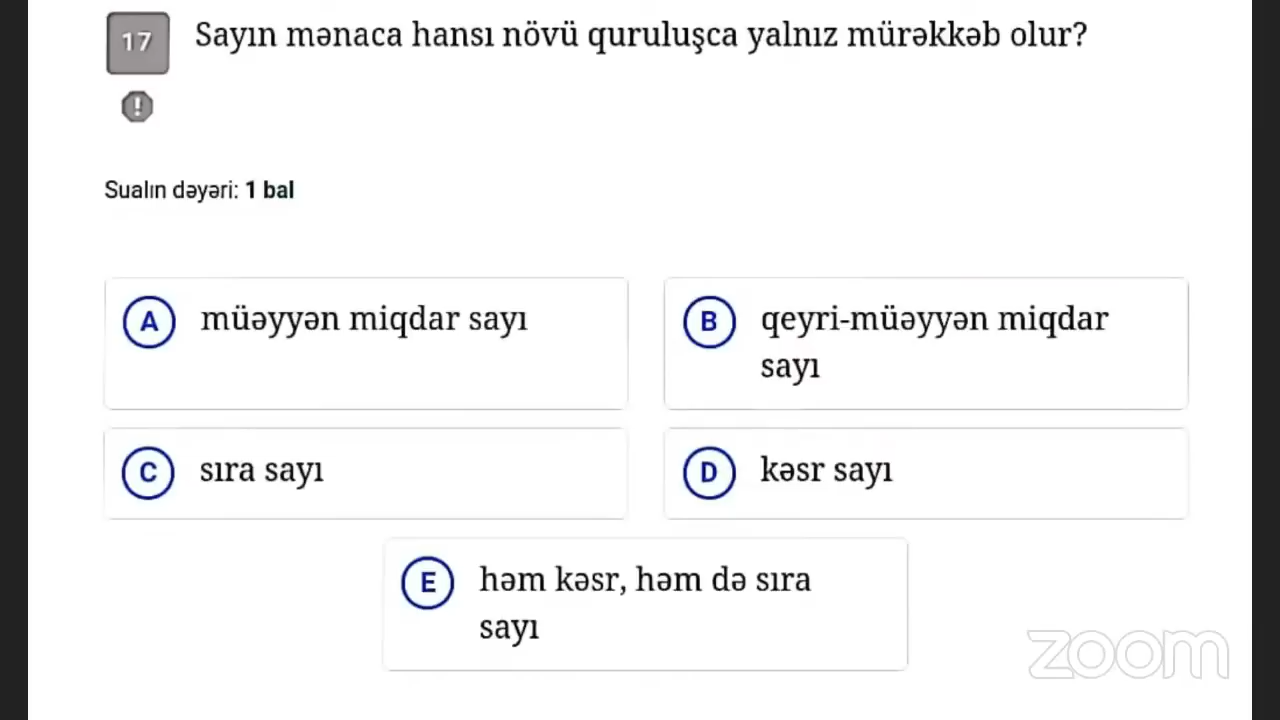 17 Sayın mənaca hansı növü quruluşca yalnız mürəkkəb olur?
!
Sualın dəyəri: 1 bal
A müəyyən miqdar sayı
B qeyri-müəyyən miqdar
sayı
C sıra sayı
D kəsr sayı
E həm kəsr, həm də sıra
sayı
zoom